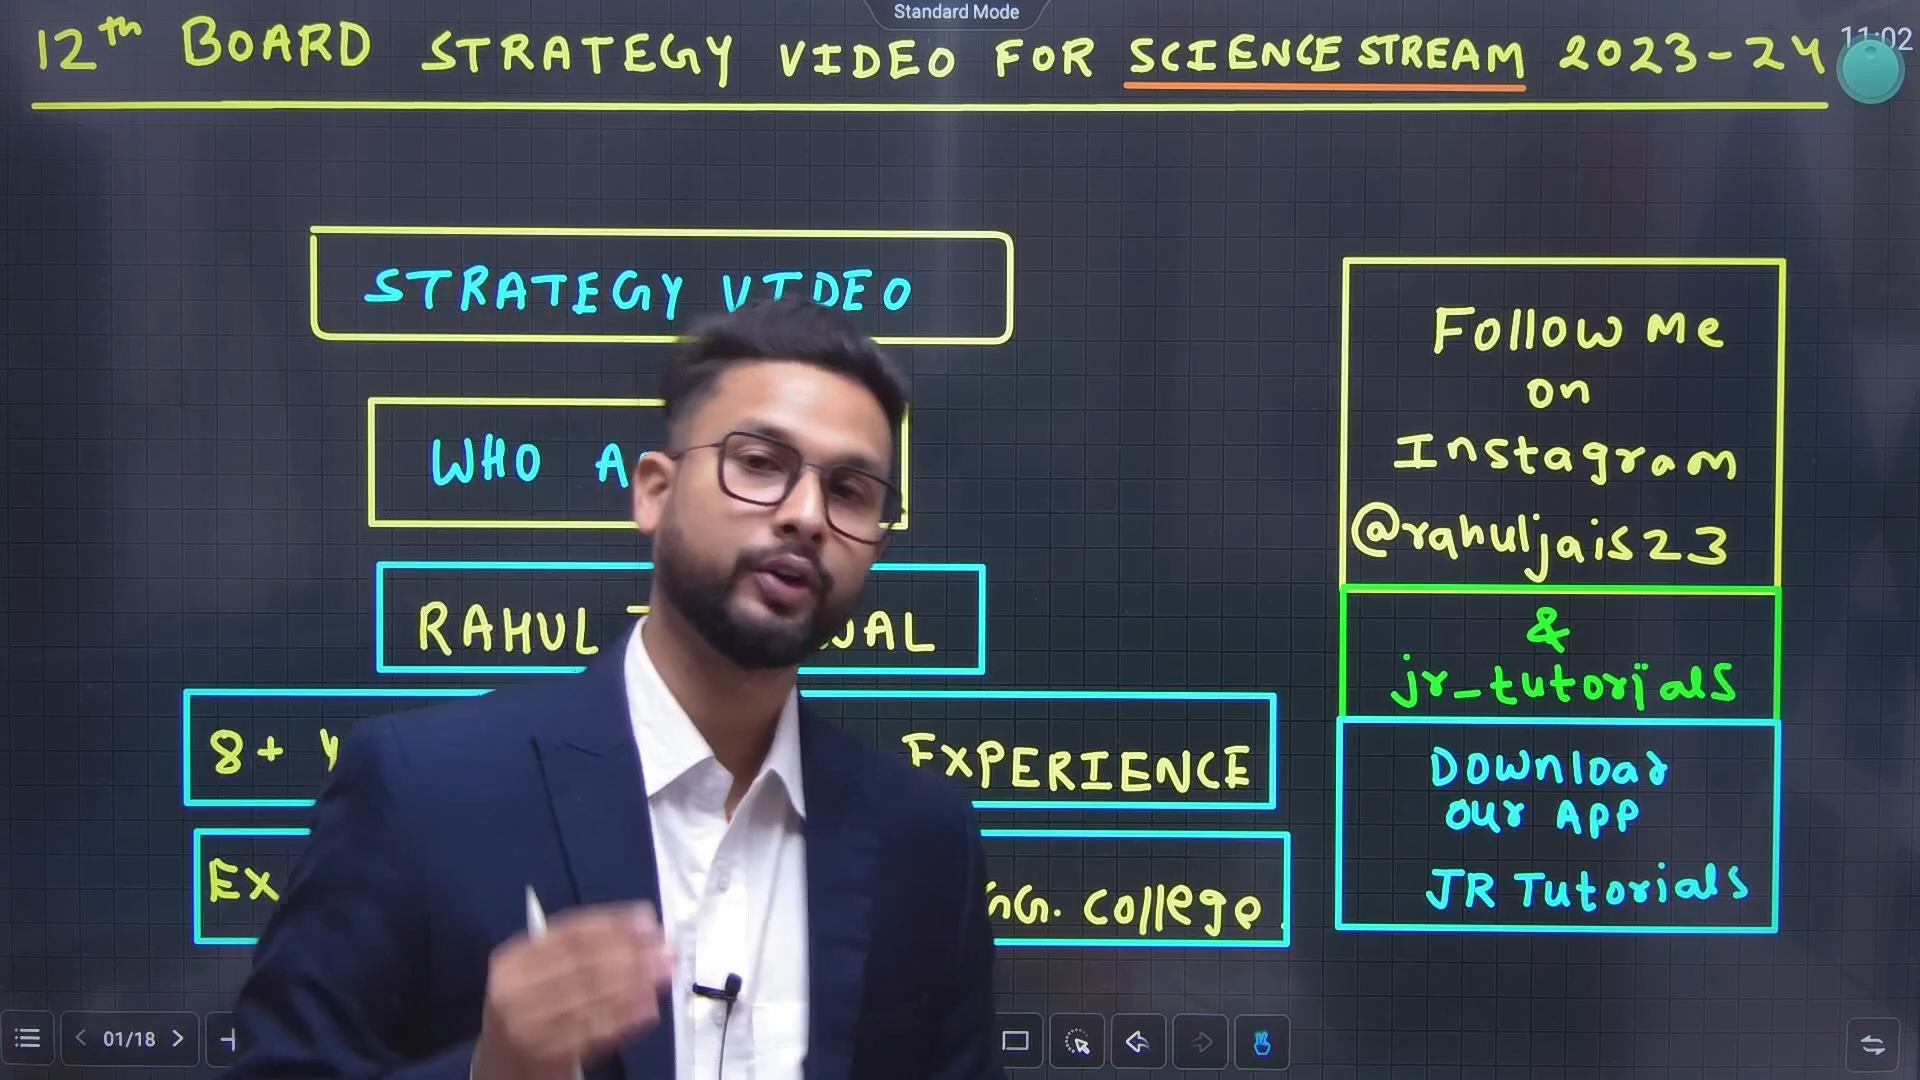 Standard Mode
11:02
12th BOARD STRATEGY VIDEO FOR SCIENCE STREAM 2023-24
STRATEGY VIDEO
WHO
RAHUL
8+
EXPERIENCE
EX
College.
Follow Me
on
Instagram
@rahuljais23
&
jr_tutorials
Download
our App
JR Tutorials
01/18